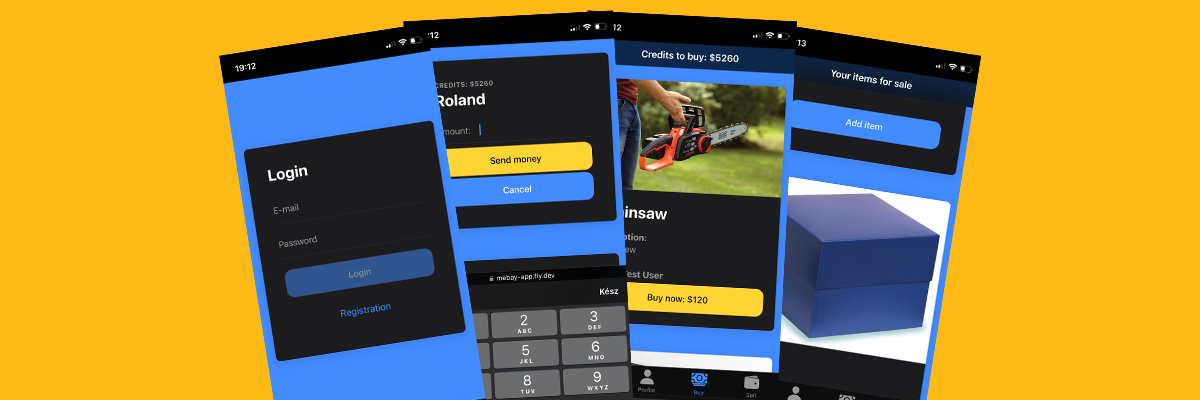 19:12
Login
E-mail
Password
Login
Registration
:12
CREDITS: $5260
Roland
mount:
Send money
Cancel
mebay-app.fly.dev
Kész
2
ABC
3
DEF
5
JKL
6
MNO
8
TUV
9
WXYZ
12
Credits to buy: $5260
insaw
ption:
ew
Test User
Buy now: $120
Profile
Buy
Sell
:13
Your items for sale
Add item